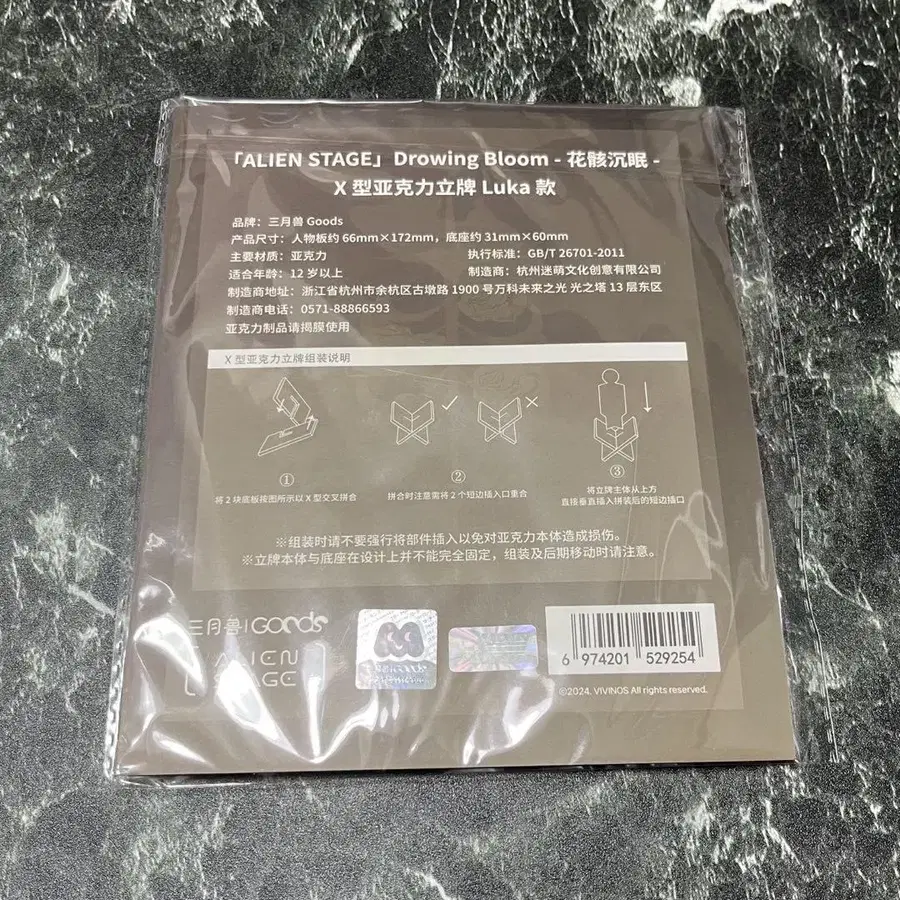 「ALIEN STAGE」Drowing Bloom - 花骸沉眠 -
X 型亚克力立牌 Luka 款
品牌：三月兽 Goods
产品尺寸：人物板约 66mm×172mm，底座约 31mm×60mm
主要材质：亚克力 执行标准：GB/T 26701-2011
适合年龄：12 岁以上 制造商：杭州迷萌文化创意有限公司
制造商地址：浙江省杭州市余杭区古墩路 1900 号万科未来之光 光之塔 13 层东区
制造商电话：0571-88866593
亚克力制品请揭膜使用
X 型亚克力立牌组装说明
①
将 2 块底板按图所示以 X 型交叉拼合
②
拼合时注意需将 2 个短边插入口重合
③
将立牌主体从上方
直接垂直插入拼装后的短边插口
※组装时请不要强行将部件插入以免对亚克力本体造成损伤。
※立牌本体与底座在设计上并不能完全固定，组装及后期移动时请注意。
三月兽 Goods
ALIEN
STAGE
6 974201 529254
©2024, VIVINOS All rights reserved.